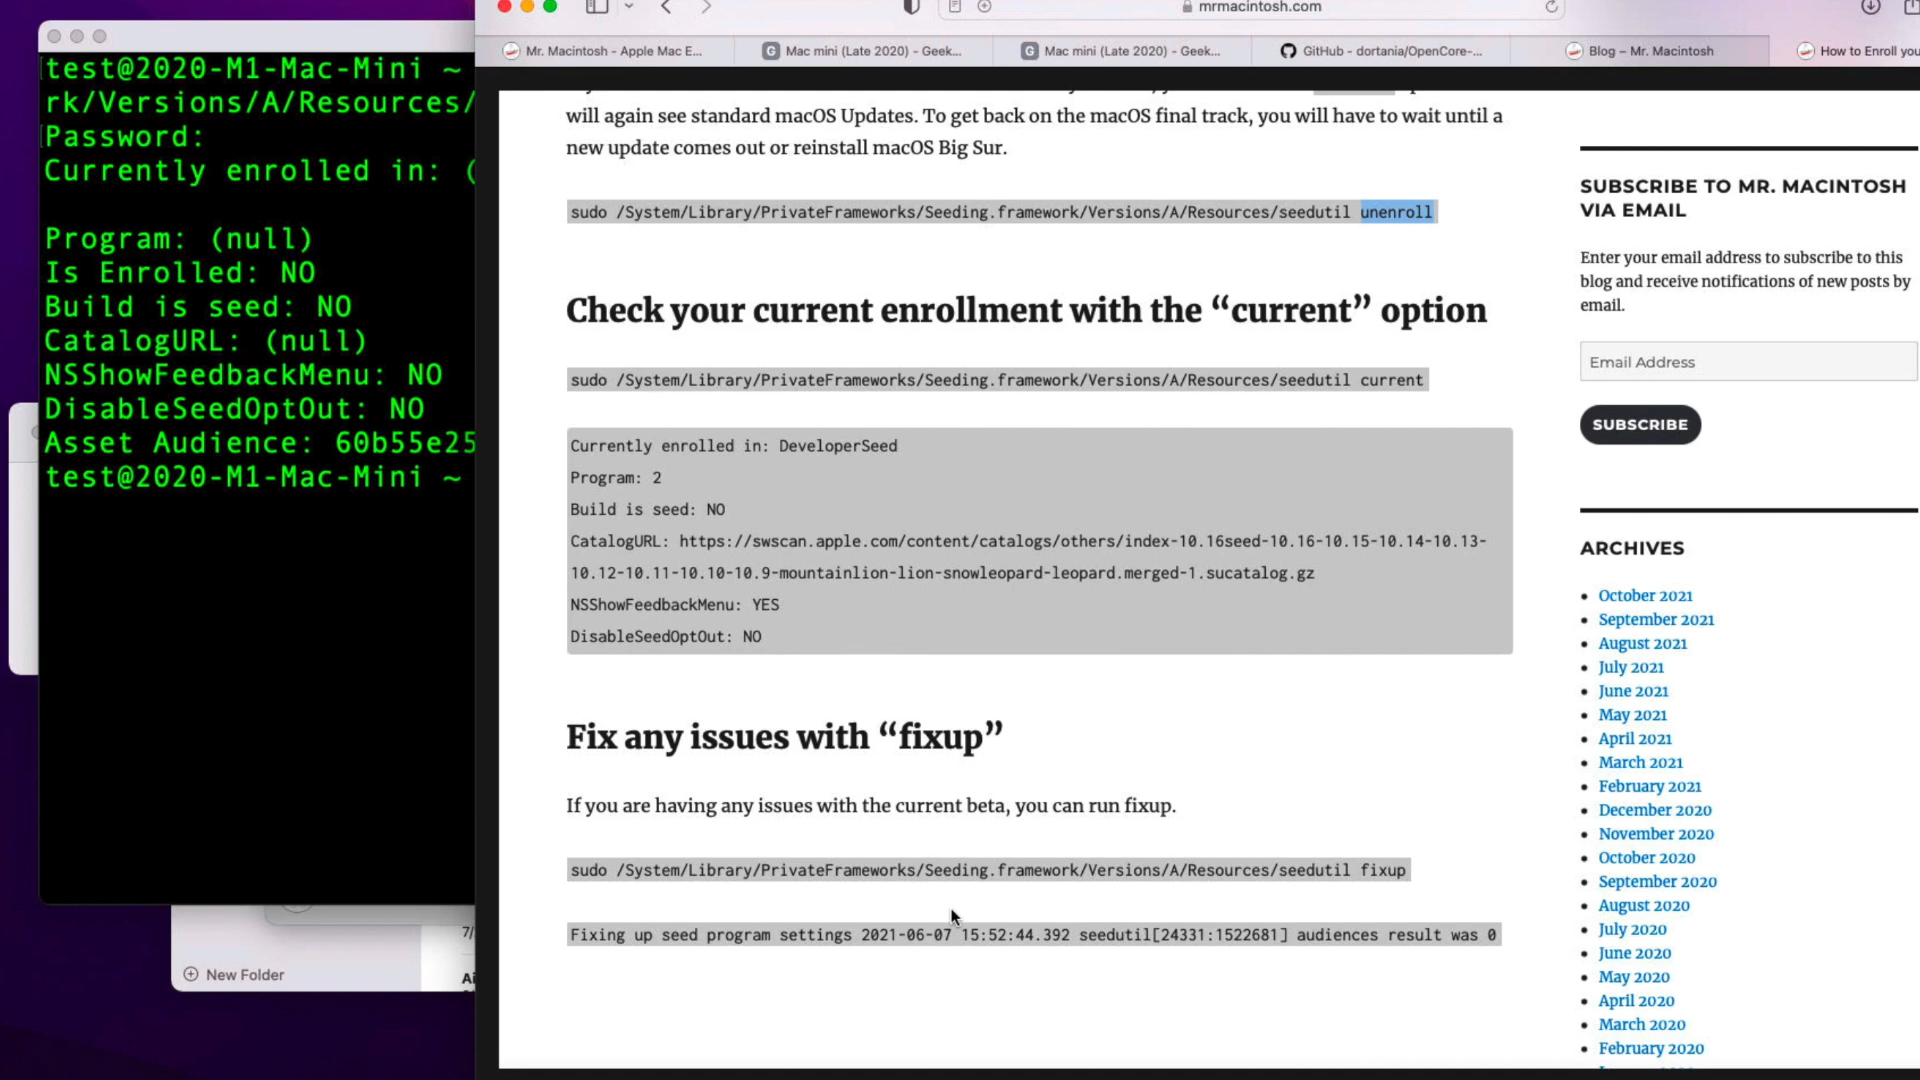 test@2020-M1-Mac-Mini ~
rk/Versions/A/Resources/
Password:
Currently enrolled in: (
Program: (null)
Is Enrolled: NO
Build is seed: NO
CatalogURL: (null)
NSShowFeedbackMenu: NO
DisableSeedOptOut: NO
Asset Audience: 60b55e25
test@2020-M1-Mac-Mini ~
New Folder
7/
Ai
mrmacintosh.com
Mr. Macintosh - Apple Mac E...
Mac mini (Late 2020) - Geek...
Mac mini (Late 2020) - Geek...
GitHub - dortania/OpenCore-...
Blog – Mr. Macintosh
How to Enroll you
will again see standard macOS Updates. To get back on the macOS final track, you will have to wait until a
new update comes out or reinstall macOS Big Sur.
sudo /System/Library/PrivateFrameworks/Seeding.framework/Versions/A/Resources/seedutil unenroll
Check your current enrollment with the “current” option
sudo /System/Library/PrivateFrameworks/Seeding.framework/Versions/A/Resources/seedutil current
Currently enrolled in: DeveloperSeed
Program: 2
Build is seed: NO
CatalogURL: https://swscan.apple.com/content/catalogs/others/index-10.16seed-10.16-10.15-10.14-10.13-
10.12-10.11-10.10-10.9-mountainlion-lion-snowleopard-leopard.merged-1.sucatalog.gz
NSShowFeedbackMenu: YES
DisableSeedOptOut: NO
Fix any issues with “fixup”
If you are having any issues with the current beta, you can run fixup.
sudo /System/Library/PrivateFrameworks/Seeding.framework/Versions/A/Resources/seedutil fixup
Fixing up seed program settings 2021-06-07 15:52:44.392 seedutil[24331:1522681] audiences result was 0
SUBSCRIBE TO MR. MACINTOSH
VIA EMAIL
Enter your email address to subscribe to this
blog and receive notifications of new posts by
email.
Email Address
SUBSCRIBE
ARCHIVES
October 2021
September 2021
August 2021
July 2021
June 2021
May 2021
April 2021
March 2021
February 2021
December 2020
November 2020
October 2020
September 2020
August 2020
July 2020
June 2020
May 2020
April 2020
March 2020
February 2020